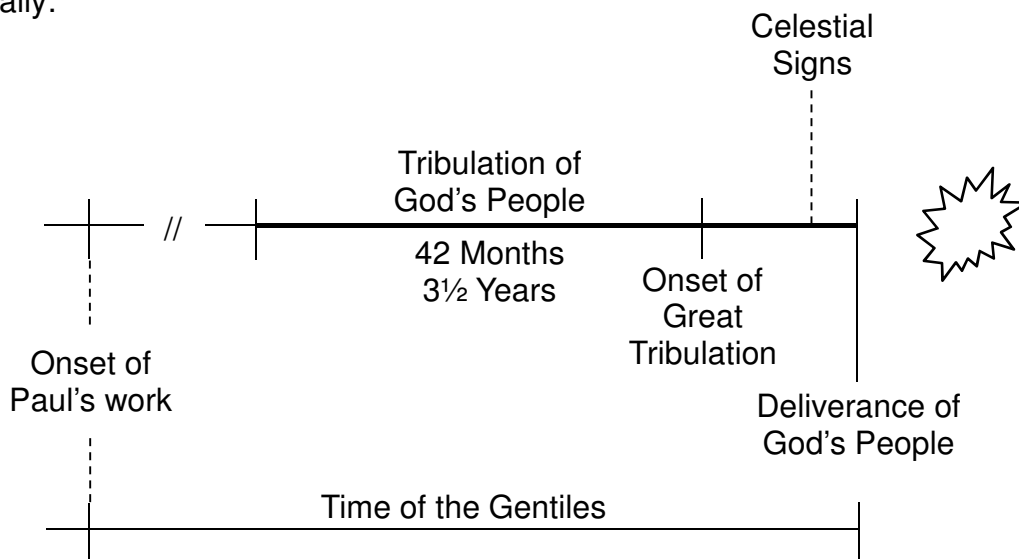 ally.
Celestial
Signs
Tribulation of
God's People
//
42 Months
3½ Years
Onset of
Great
Tribulation
Onset of
Paul's work
Deliverance of
God's People
Time of the Gentiles